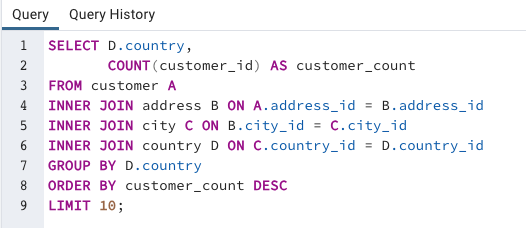 Query Query History
1 SELECT D.country,
2 COUNT(customer_id) AS customer_count
3 FROM customer A
4 INNER JOIN address B ON A.address_id = B.address_id
5 INNER JOIN city C ON B.city_id = C.city_id
6 INNER JOIN country D ON C.country_id = D.country_id
7 GROUP BY D.country
8 ORDER BY customer_count DESC
9 LIMIT 10;